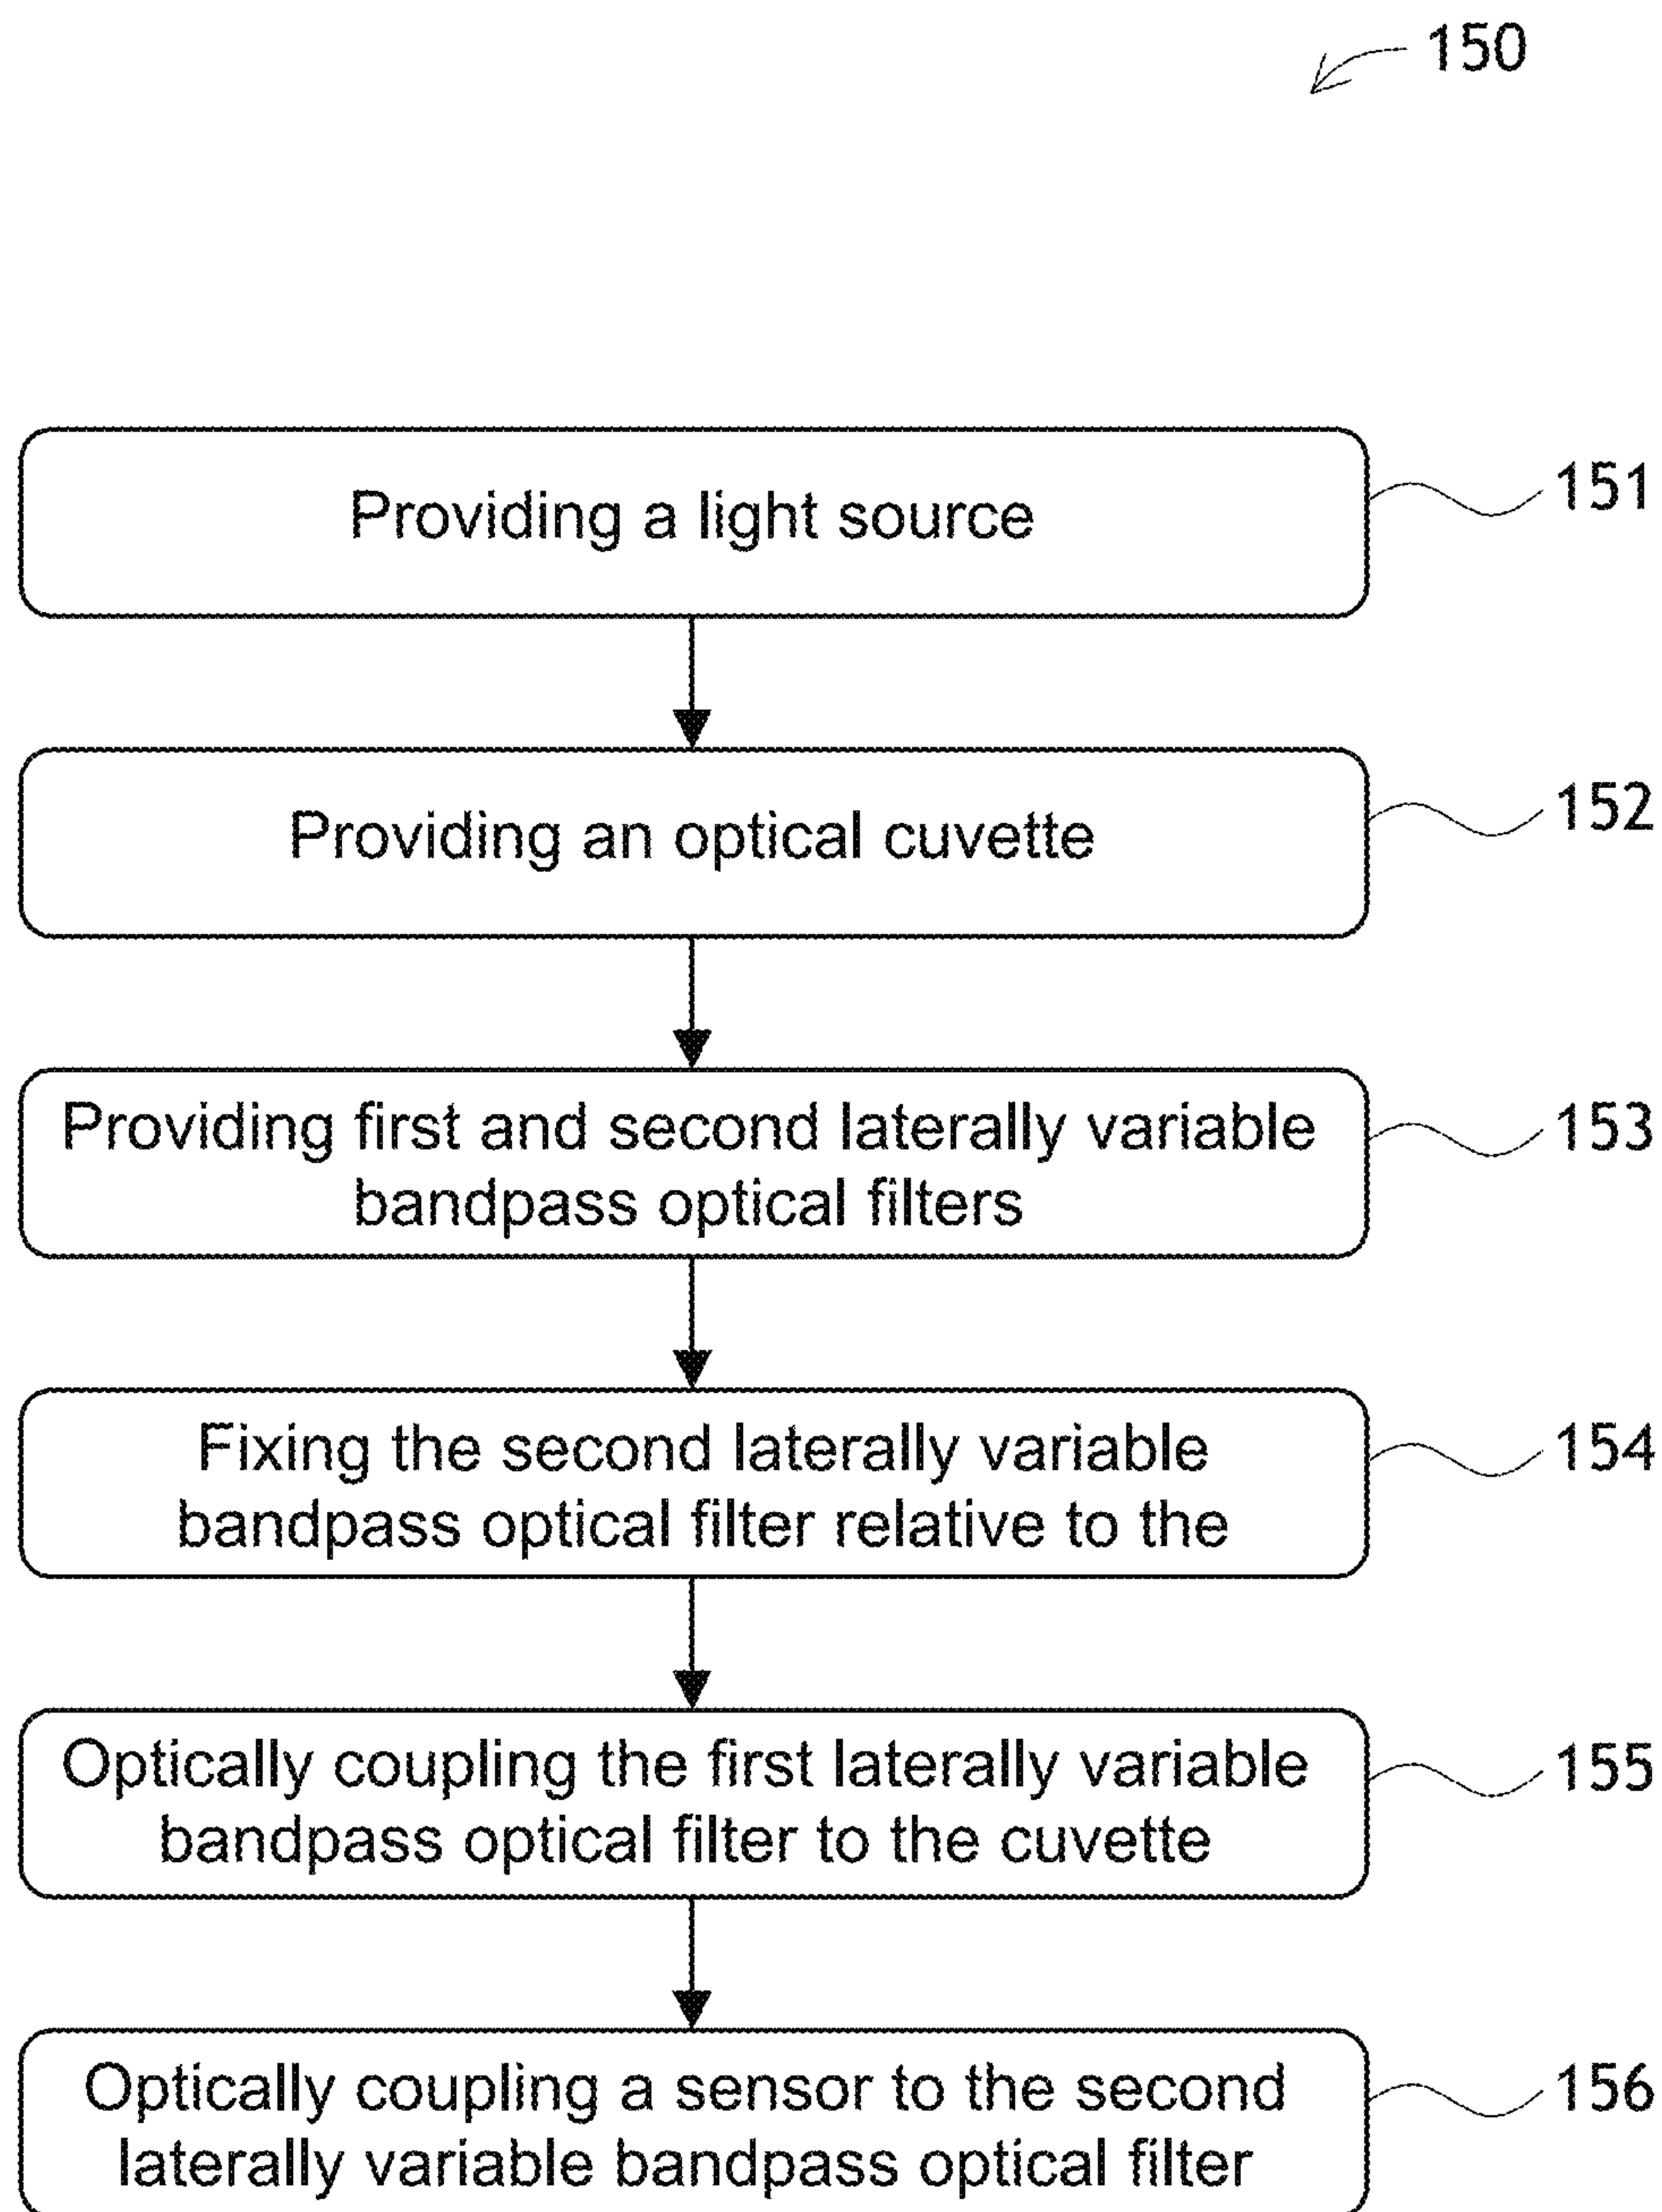 150
Providing a light source
151
Providing an optical cuvette
152
Providing first and second laterally variable
bandpass optical filters
153
Fixing the second laterally variable
bandpass optical filter relative to the
154
Optically coupling the first laterally variable
bandpass optical filter to the cuvette
155
Optically coupling a sensor to the second
laterally variable bandpass optical filter
156